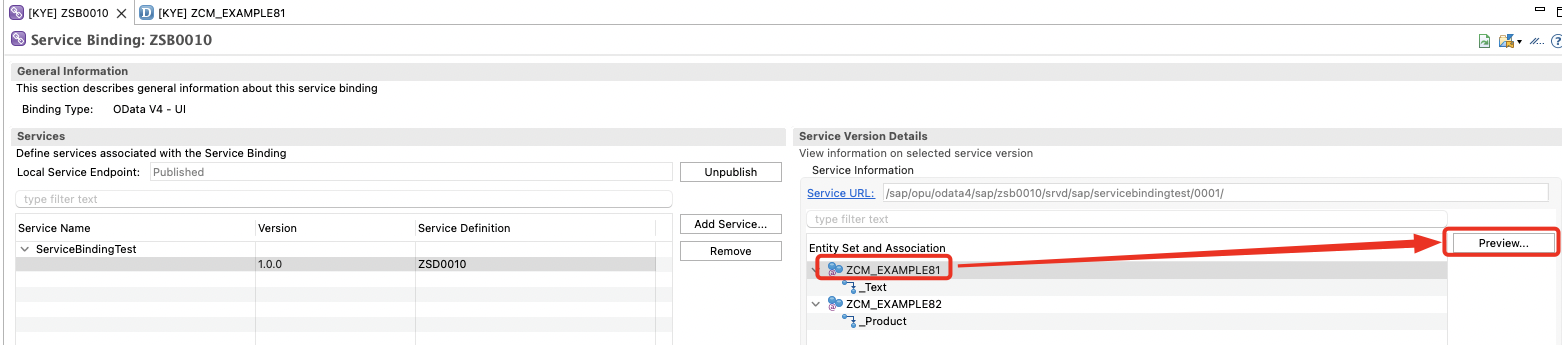 [KYE] ZSB0010
[KYE] ZCM_EXAMPLE81
Service Binding: ZSB0010
General Information
This section describes general information about this service binding
Binding Type: OData V4 - UI
Services
Define services associated with the Service Binding
Local Service Endpoint: Published
Unpublish
type filter text
Service Name Version Service Definition
Add Service...
ServiceBindingTest
Remove
1.0.0 ZSD0010
Service Version Details
View information on selected service version
Service Information
Service URL: /sap/opu/odata4/sap/zsb0010/srvd/sap/servicebindingtest/0001/
type filter text
Entity Set and Association
Preview...
ZCM_EXAMPLE81
_Text
ZCM_EXAMPLE82
_Product